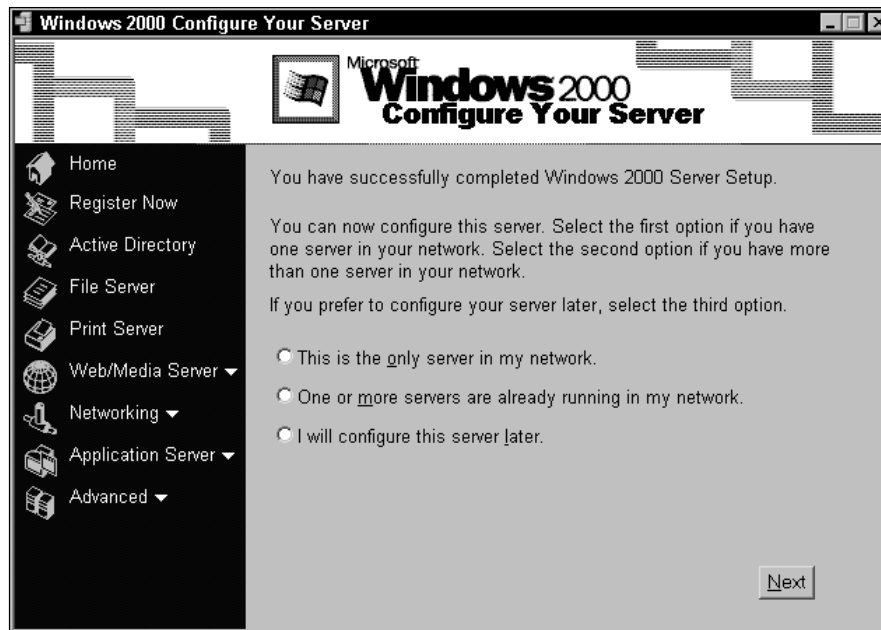 Windows 2000 Configure Your Server
Microsoft
Windows 2000
Configure Your Server
Home
Register Now
Active Directory
File Server
Print Server
Web/Media Server
Networking
Application Server
Advanced
You have successfully completed Windows 2000 Server Setup.
You can now configure this server. Select the first option if you have
one server in your network. Select the second option if you have more
than one server in your network.
If you prefer to configure your server later, select the third option.
This is the only server in my network.
One or more servers are already running in my network.
I will configure this server later.
Next